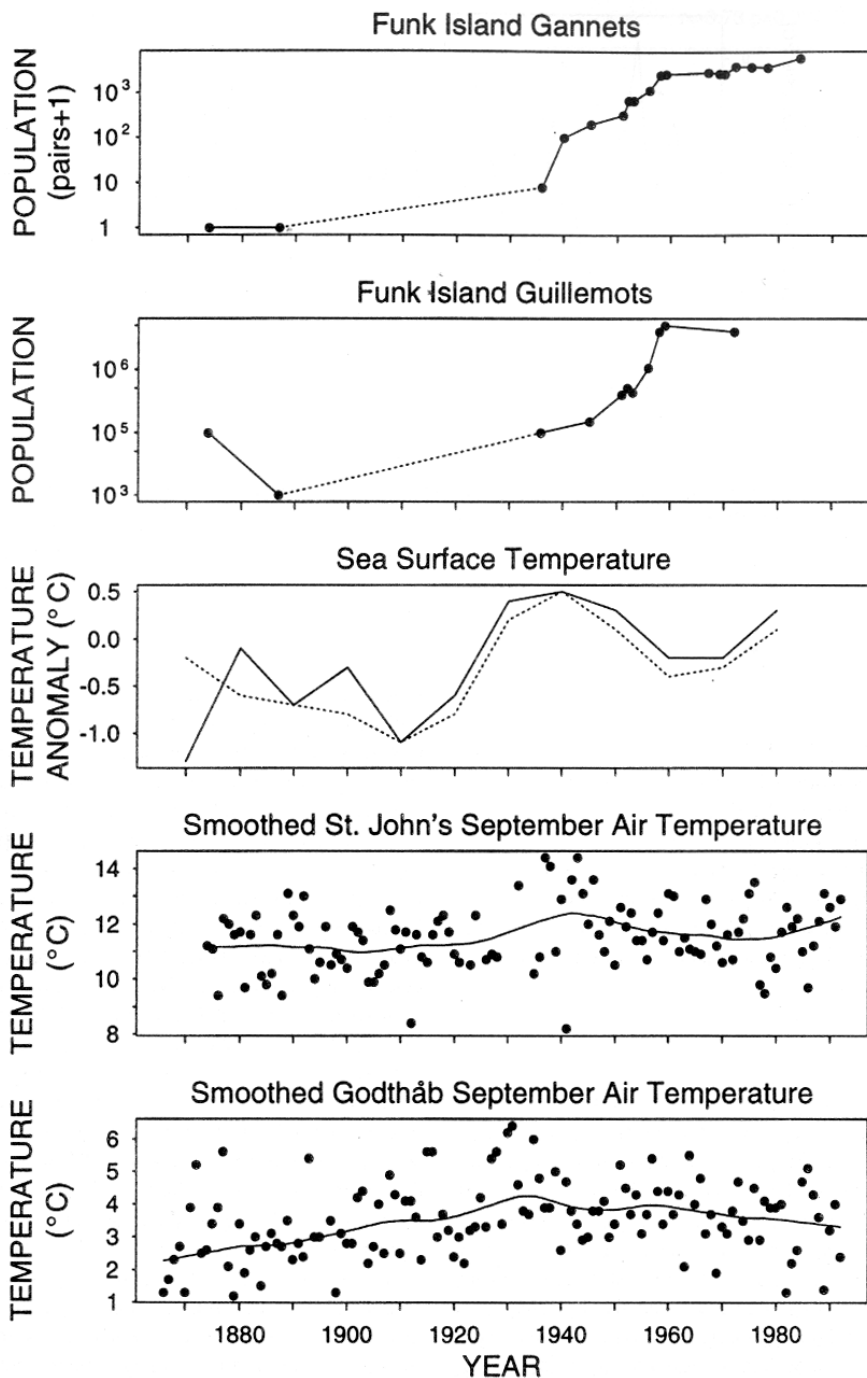 Funk Island Gannets
POPULATION
(pairs+1)
10³
10²
10
1
Funk Island Guillemots
POPULATION
10⁶
10⁵
10³
Sea Surface Temperature
TEMPERATURE
ANOMALY (°C)
0.5
0.0
-0.5
-1.0
Smoothed St. John's September Air Temperature
TEMPERATURE
(°C)
14
12
10
8
Smoothed Godthåb September Air Temperature
TEMPERATURE
(°C)
6
5
4
3
2
1
1880 1900 1920 1940 1960 1980
YEAR